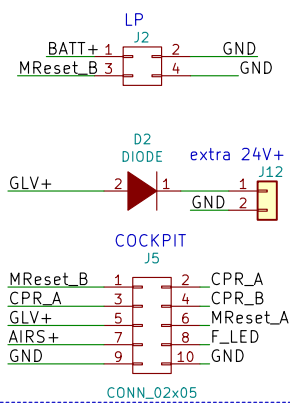 LP
J2
BATT+ 1 2 GND
MReset_B 3 4 GND
D2
DIODE
extra 24V+
J12
GLV+ 2 1 1
GND 2
COCKPIT
J5
MReset_B 1 2 CPR_A
CPR_A 3 4 CPR_B
GLV+ 5 6 MReset_A
AIRS+ 7 8 F_LED
GND 9 10 GND
CONN_02x05